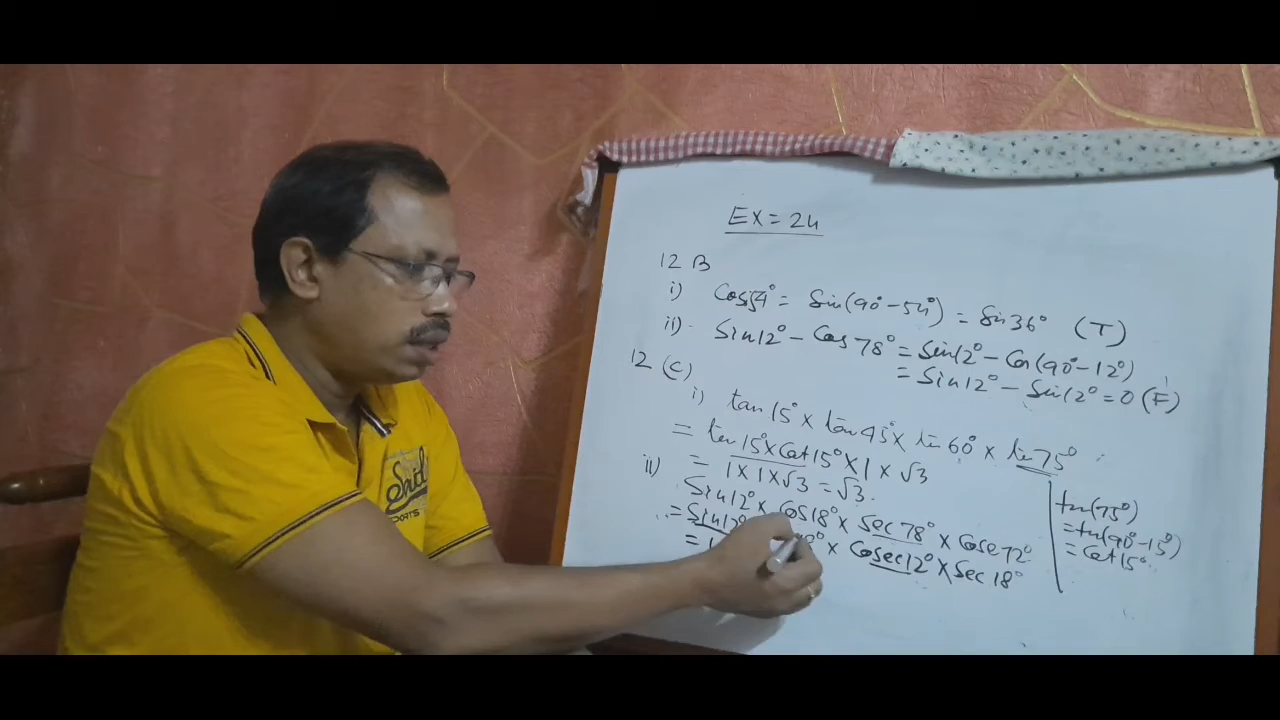 EX = 24
12 B
i) Cos54° = Sin(90° - 54°) = Sin36° (T)
ii) Sin12° - Cos78° = Sin12° - Cos(90° - 12°)
= Sin12° - Sin12° = 0 (F)
12 (C)
i) tan15° × tan45° × tan60° × tan75°
= tan15° × Cot15° × 1 × √3
= 1 × 1 × √3 = √3.
ii) Sin12° × Cos18° × Sec78° × Cosec72°
= Sin12° × Cosec12° × Sec18°
= 1
tan(75°)
= tan(90° - 15°)
= Cot15°